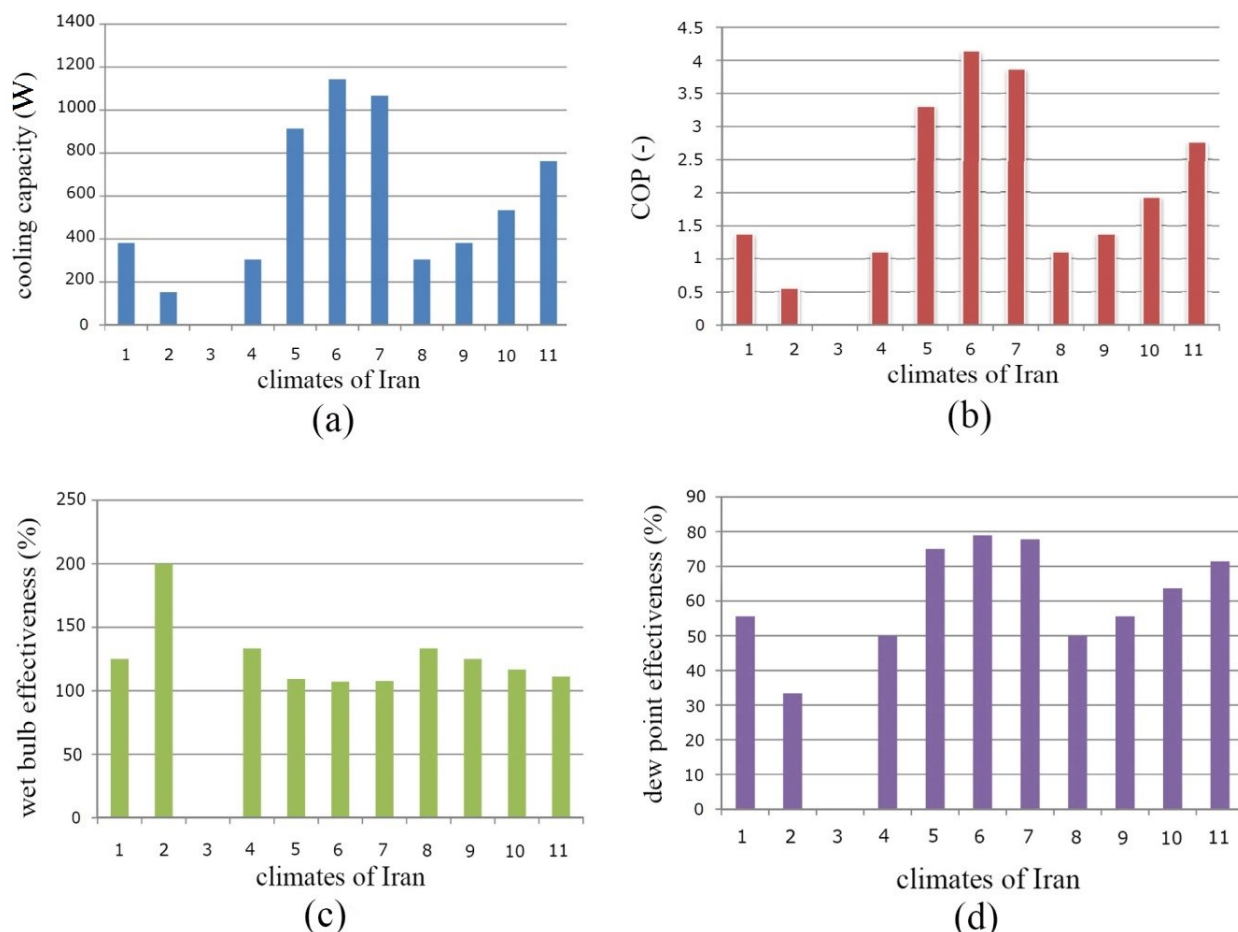 cooling capacity (W)
1400
1200
1000
800
600
400
200
0
1 2 3 4 5 6 7 8 9 10 11
climates of Iran
(a)
COP (-)
4.5
4
3.5
3
2.5
2
1.5
1
0.5
0
1 2 3 4 5 6 7 8 9 10 11
climates of Iran
(b)
wet bulb effectiveness (%)
250
200
150
100
50
0
1 2 3 4 5 6 7 8 9 10 11
climates of Iran
(c)
dew point effectiveness (%)
90
80
70
60
50
40
30
20
10
0
1 2 3 4 5 6 7 8 9 10 11
climates of Iran
(d)